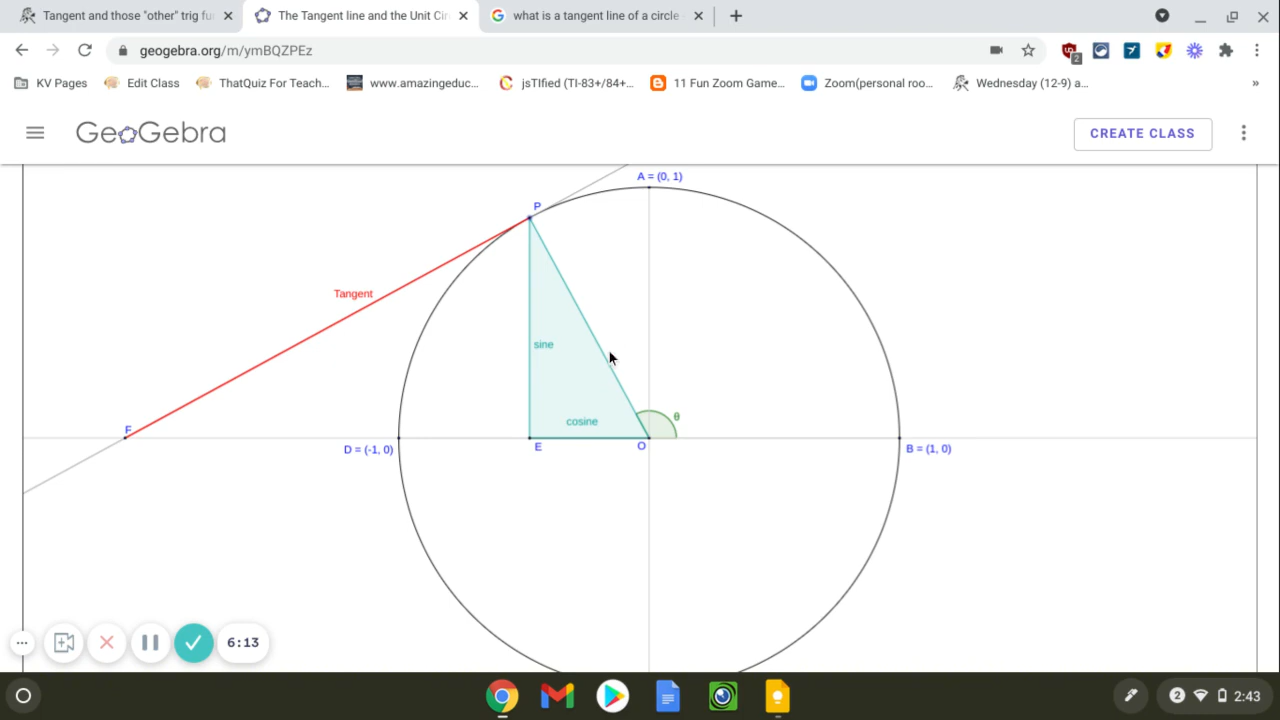 Tangent and those "other" trig fu
The Tangent line and the Unit Cir
what is a tangent line of a circle
geogebra.org/m/ymBQZPEz
2
KV Pages
Edit Class
ThatQuiz For Teach...
www.amazingeduc...
jsTIfied (TI-83+/84+...
11 Fun Zoom Game...
Zoom(personal roo...
Wednesday (12-9) a...
»
GeoGebra
CREATE CLASS
A = (0, 1)
P
Tangent
sine
cosine
θ
F
D = (-1, 0)
E
O
B = (1, 0)
6:13
2
2:43